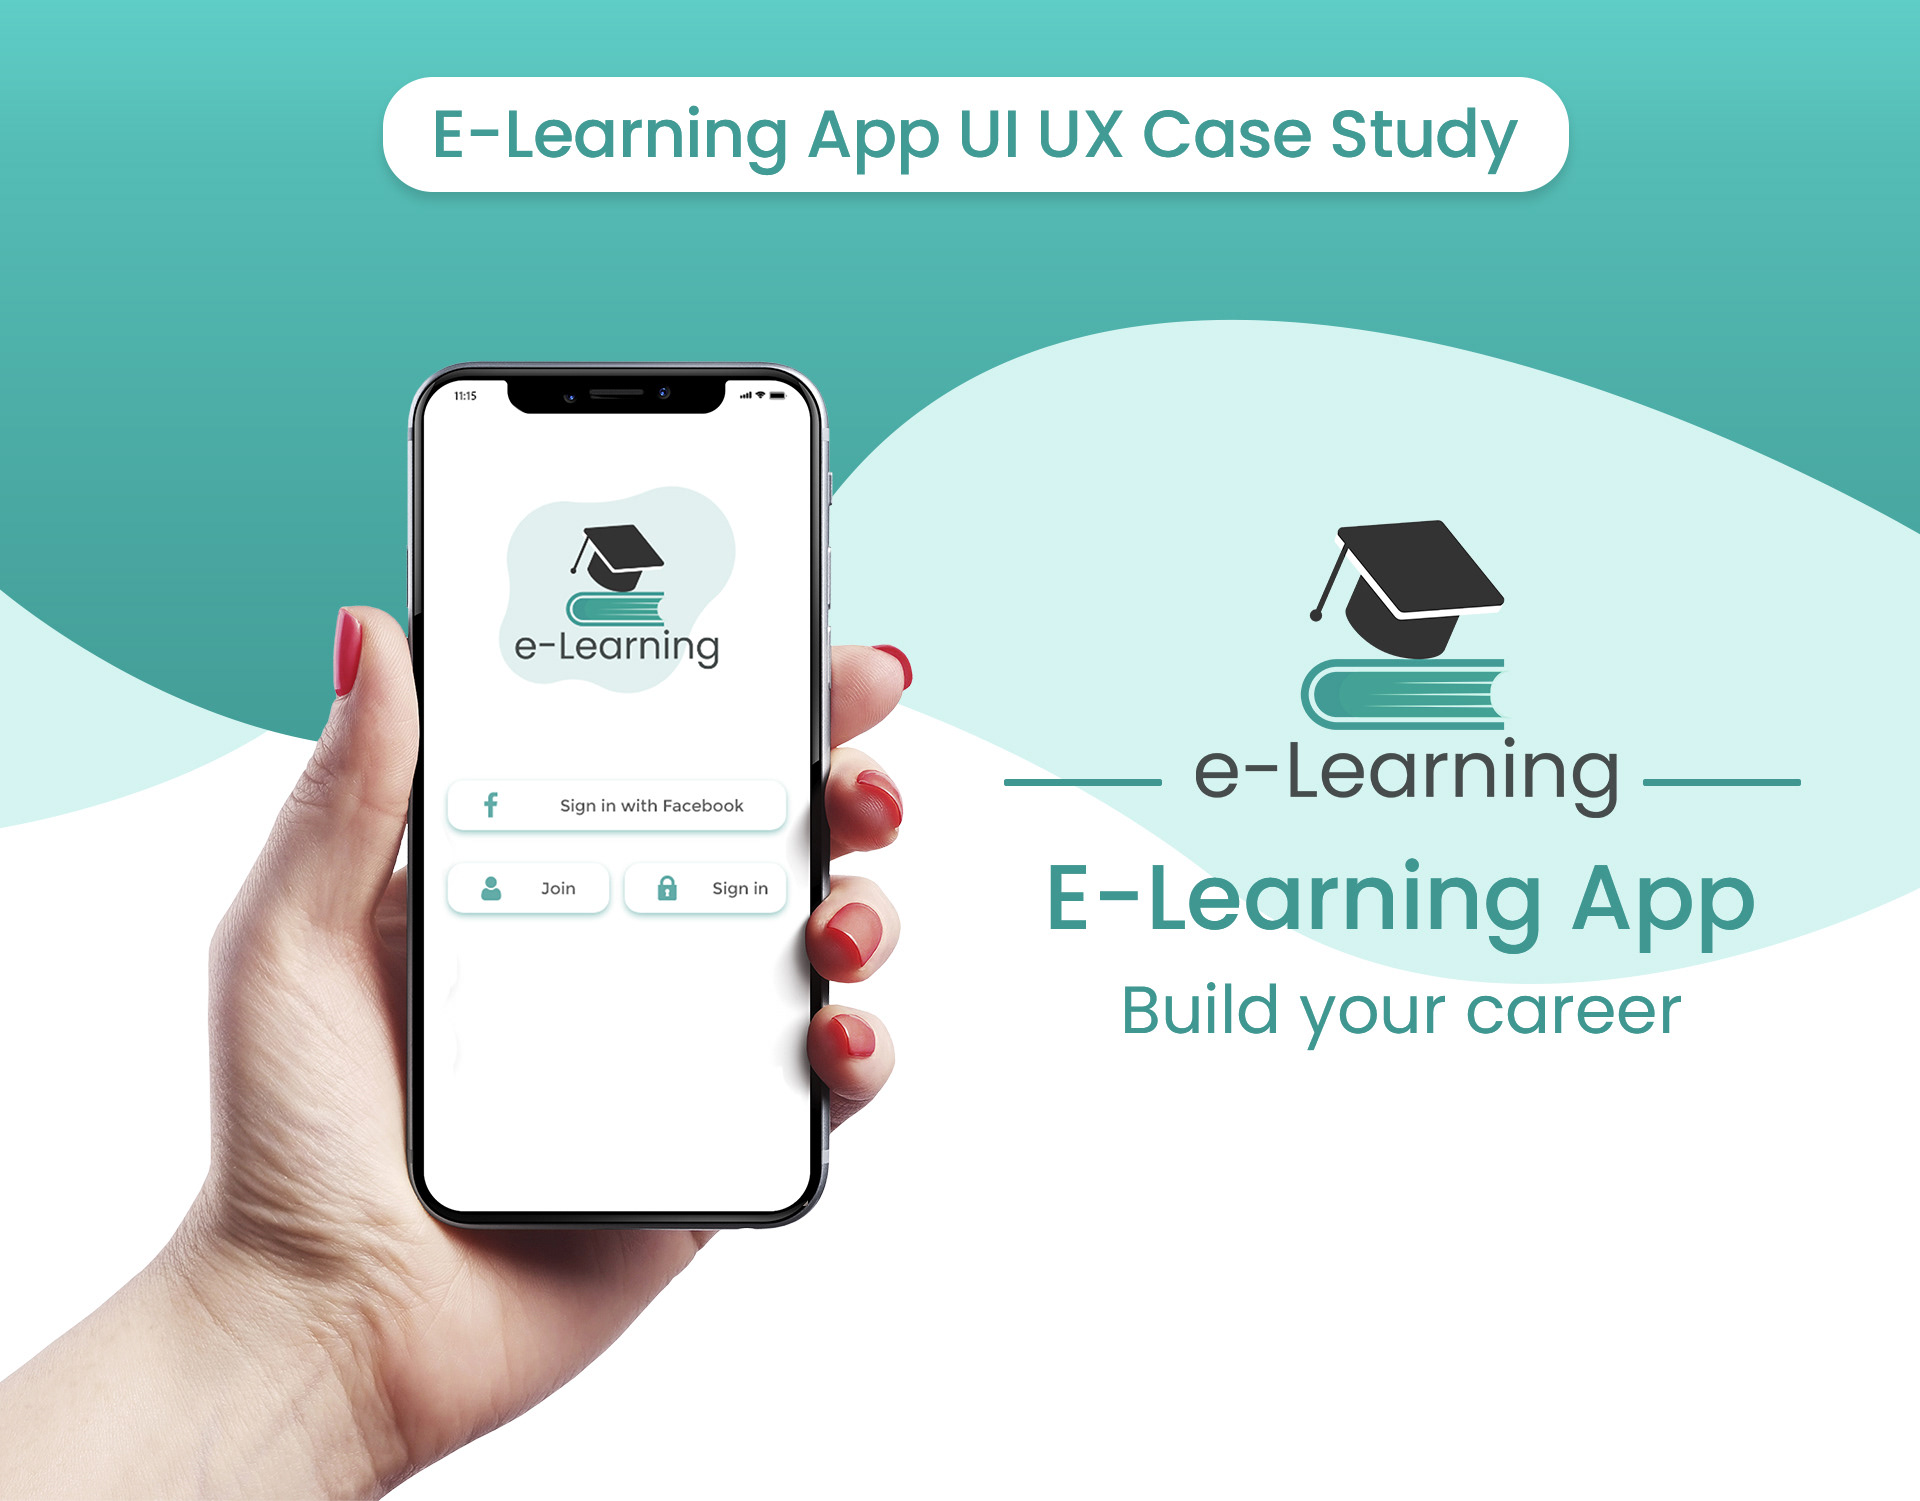 E-Learning App UI UX Case Study
11:15
e-Learning
Sign in with Facebook
Join
Sign in
e-Learning
E-Learning App
Build your career